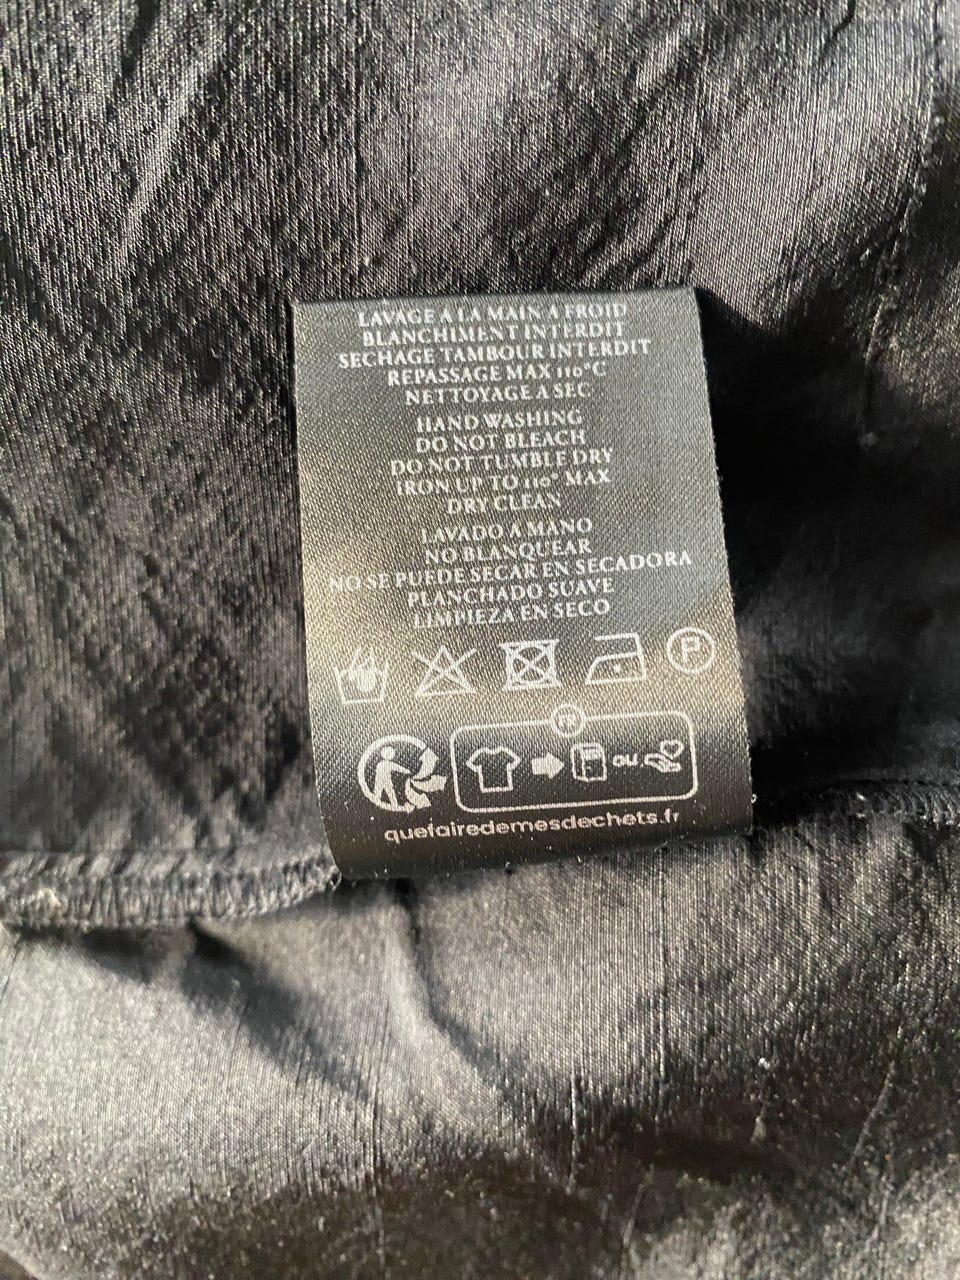 LAVAGE A LA MAIN A FROID
BLANCHIMENT INTERDIT
SECHAGE TAMBOUR INTERDIT
REPASSAGE MAX 110°C
NETTOYAGE A SEC
HAND WASHING
DO NOT BLEACH
DO NOT TUMBLE DRY
IRON UP TO 110° MAX
DRY CLEAN
LAVADO A MANO
NO BLANQUEAR
NO SE PUEDE SECAR EN SECADORA
PLANCHADO SUAVE
LIMPIEZA EN SECO
P
FR
ou
quefairedemesdechets.fr